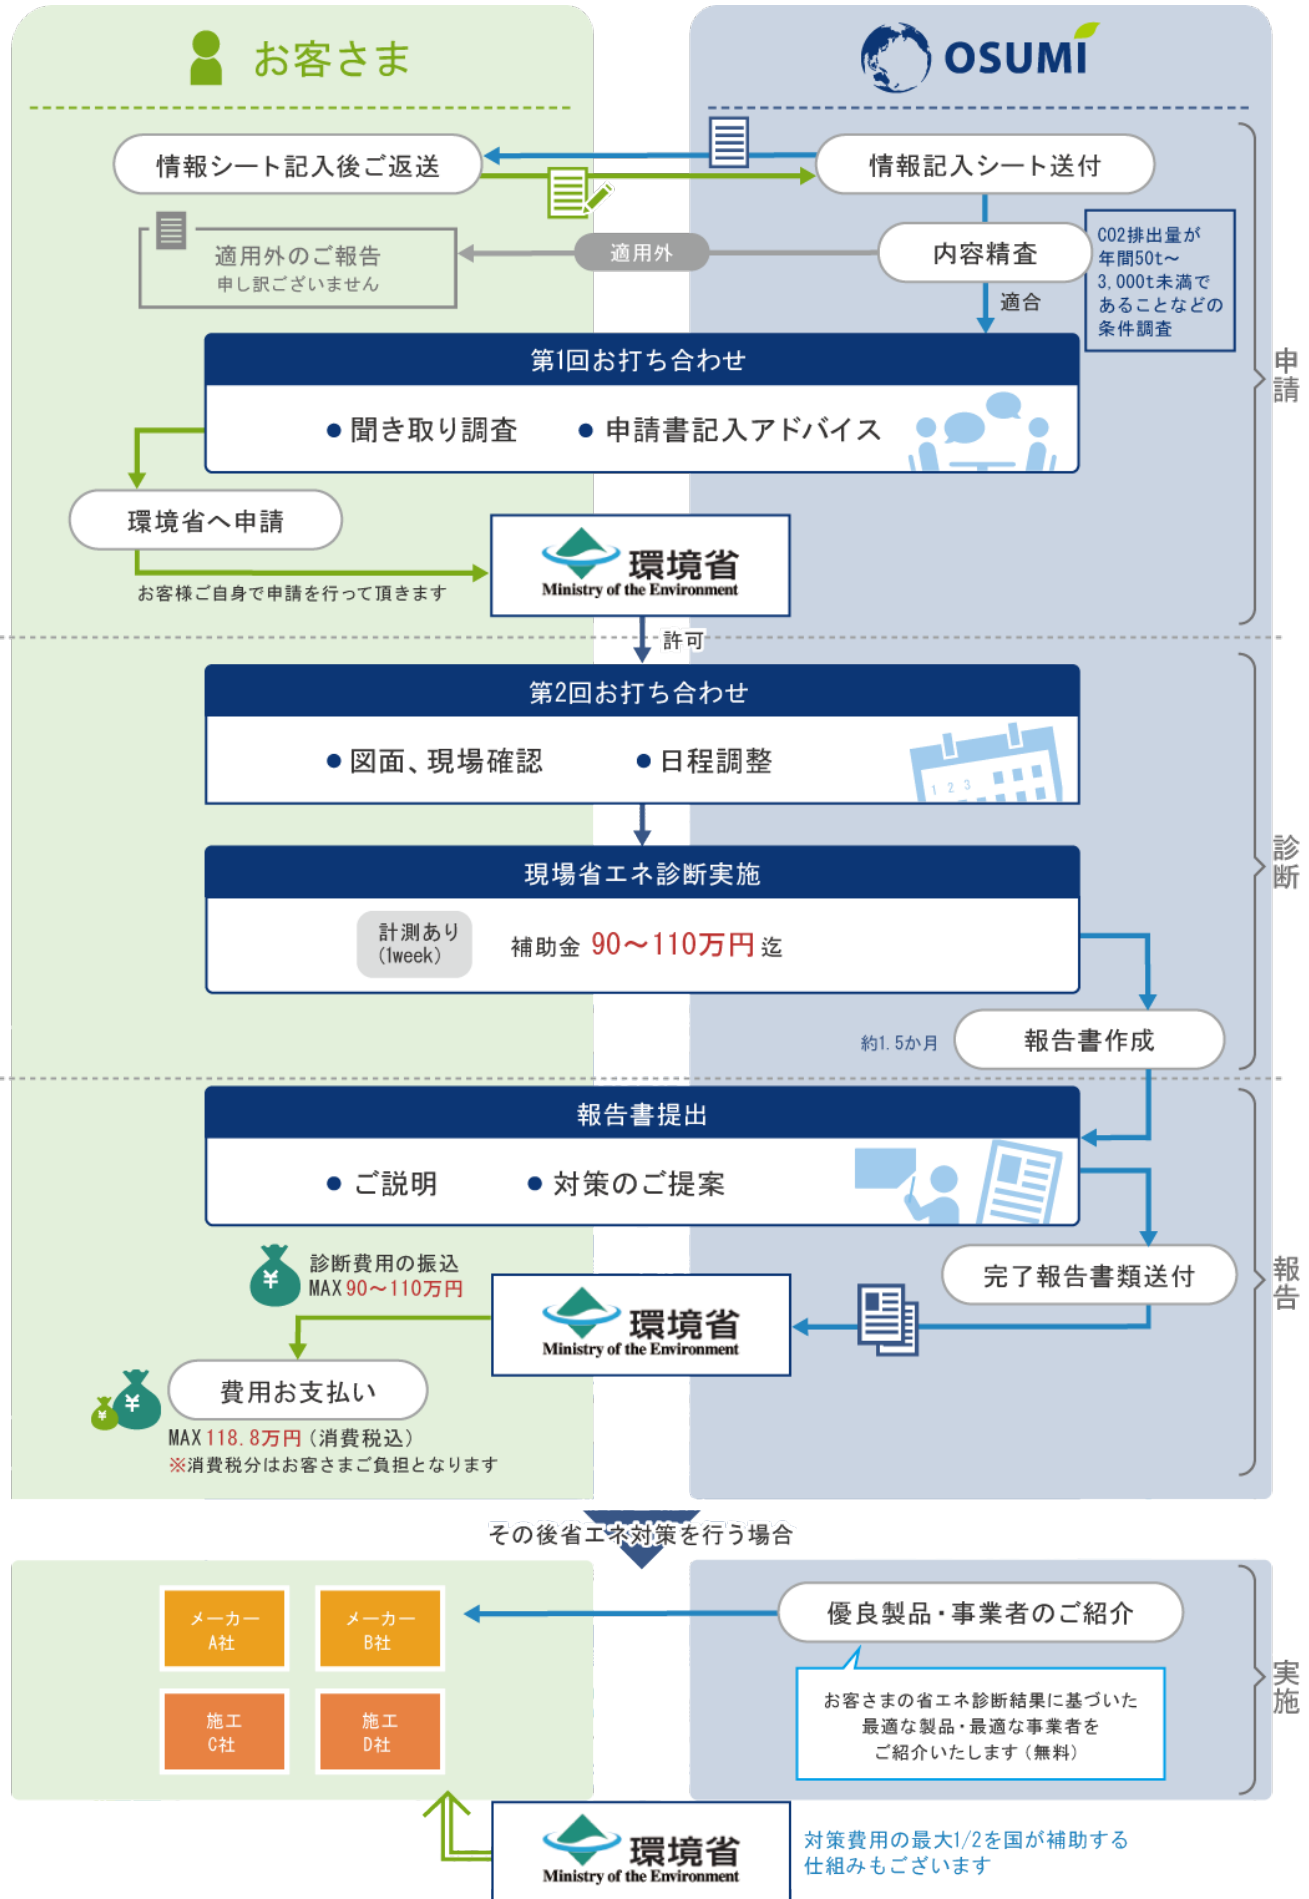 お客さま
OSUMI
情報シート記入後ご返送
情報記入シート送付
適用外のご報告
申し訳ございません
適用外
内容精査
CO2排出量が
年間50t～
3,000t未満で
あることなどの
条件調査
適合
申請
第1回お打ち合わせ
● 聞き取り調査
● 申請書記入アドバイス
環境省へ申請
お客様ご自身で申請を行って頂きます
環境省
Ministry of the Environment
許可
第2回お打ち合わせ
● 図面、現場確認
● 日程調整
1 2 3
現場省エネ診断実施
計測あり
(1week)
補助金 90～110万円 迄
診断
約1.5か月
報告書作成
報告書提出
● ご説明
● 対策のご提案
診断費用の振込
MAX 90～110万円
完了報告書類送付
報告
環境省
Ministry of the Environment
費用お支払い
MAX 118.8万円（消費税込）
※消費税分はお客さまご負担となります
その後省エネ対策を行う場合
メーカー
A社
メーカー
B社
施工
C社
施工
D社
優良製品・事業者のご紹介
お客さまの省エネ診断結果に基づいた
最適な製品・最適な事業者を
ご紹介いたします（無料）
実施
環境省
Ministry of the Environment
対策費用の最大1/2を国が補助する
仕組みもございます